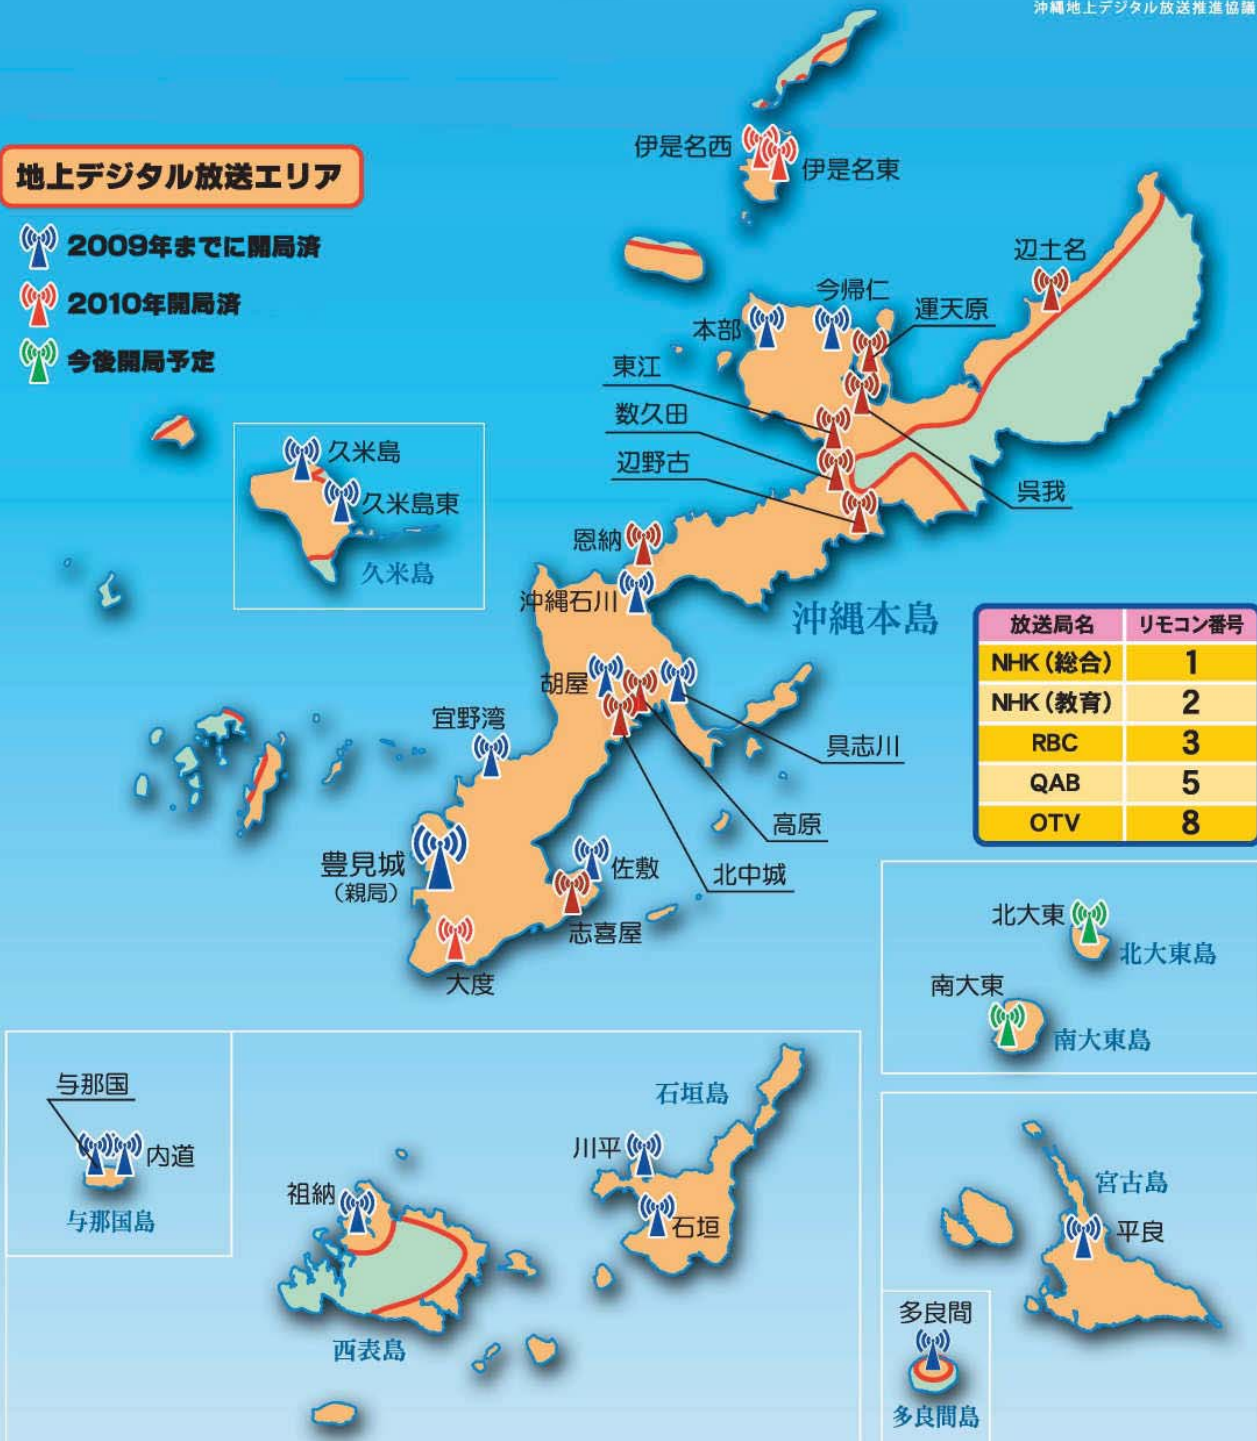 沖縄地上デジタル放送推進協議
地上デジタル放送エリア
2009年までに開局済
2010年開局済
今後開局予定
伊是名西
伊是名東
辺土名
今帰仁
運天原
本部
東江
数久田
辺野古
呉我
久米島
久米島東
久米島
恩納
沖縄石川
沖縄本島
胡屋
宜野湾
具志川
高原
北中城
豊見城
(親局)
佐敷
志喜屋
大度
放送局名 リモコン番号
NHK(総合) 1
NHK(教育) 2
RBC 3
QAB 5
OTV 8
北大東
北大東島
南大東
南大東島
与那国
内道
与那国島
石垣島
川平
祖納
石垣
西表島
宮古島
平良
多良間
多良間島